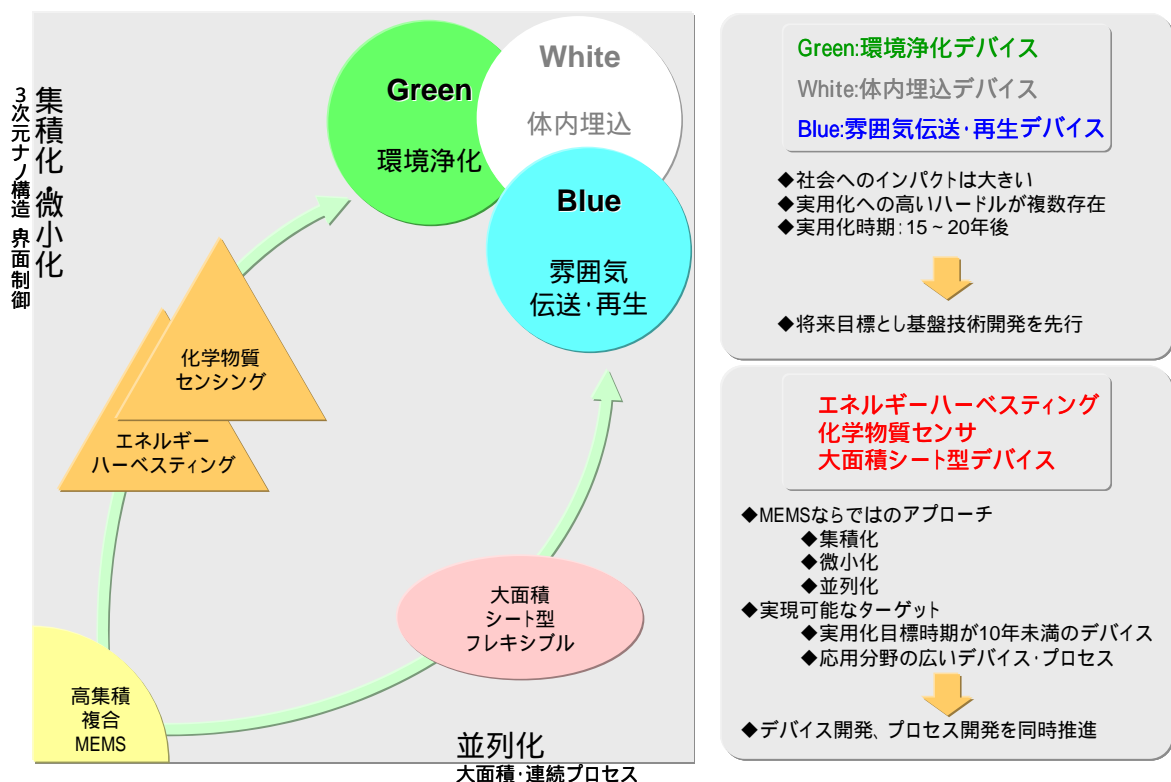 集積化・微小化
3次元ナノ構造 界面制御
Green
環境浄化
White
体内埋込
Blue
雰囲気
伝送・再生
化学物質
センシング
エネルギー
ハーベスティング
大面積
シート型
フレキシブル
高集積
複合
MEMS
並列化
大面積・連続プロセス
Green:環境浄化デバイス
White:体内埋込デバイス
Blue:雰囲気伝送・再生デバイス
◆社会へのインパクトは大きい
◆実用化への高いハードルが複数存在
◆実用化時期:15~20年後
◆将来目標とし基盤技術開発を先行
エネルギーハーベスティング
化学物質センサ
大面積シート型デバイス
◆MEMSならではのアプローチ
◆集積化
◆微小化
◆並列化
◆実現可能なターゲット
◆実用化目標時期が10年未満のデバイス
◆応用分野の広いデバイス・プロセス
◆デバイス開発、プロセス開発を同時推進